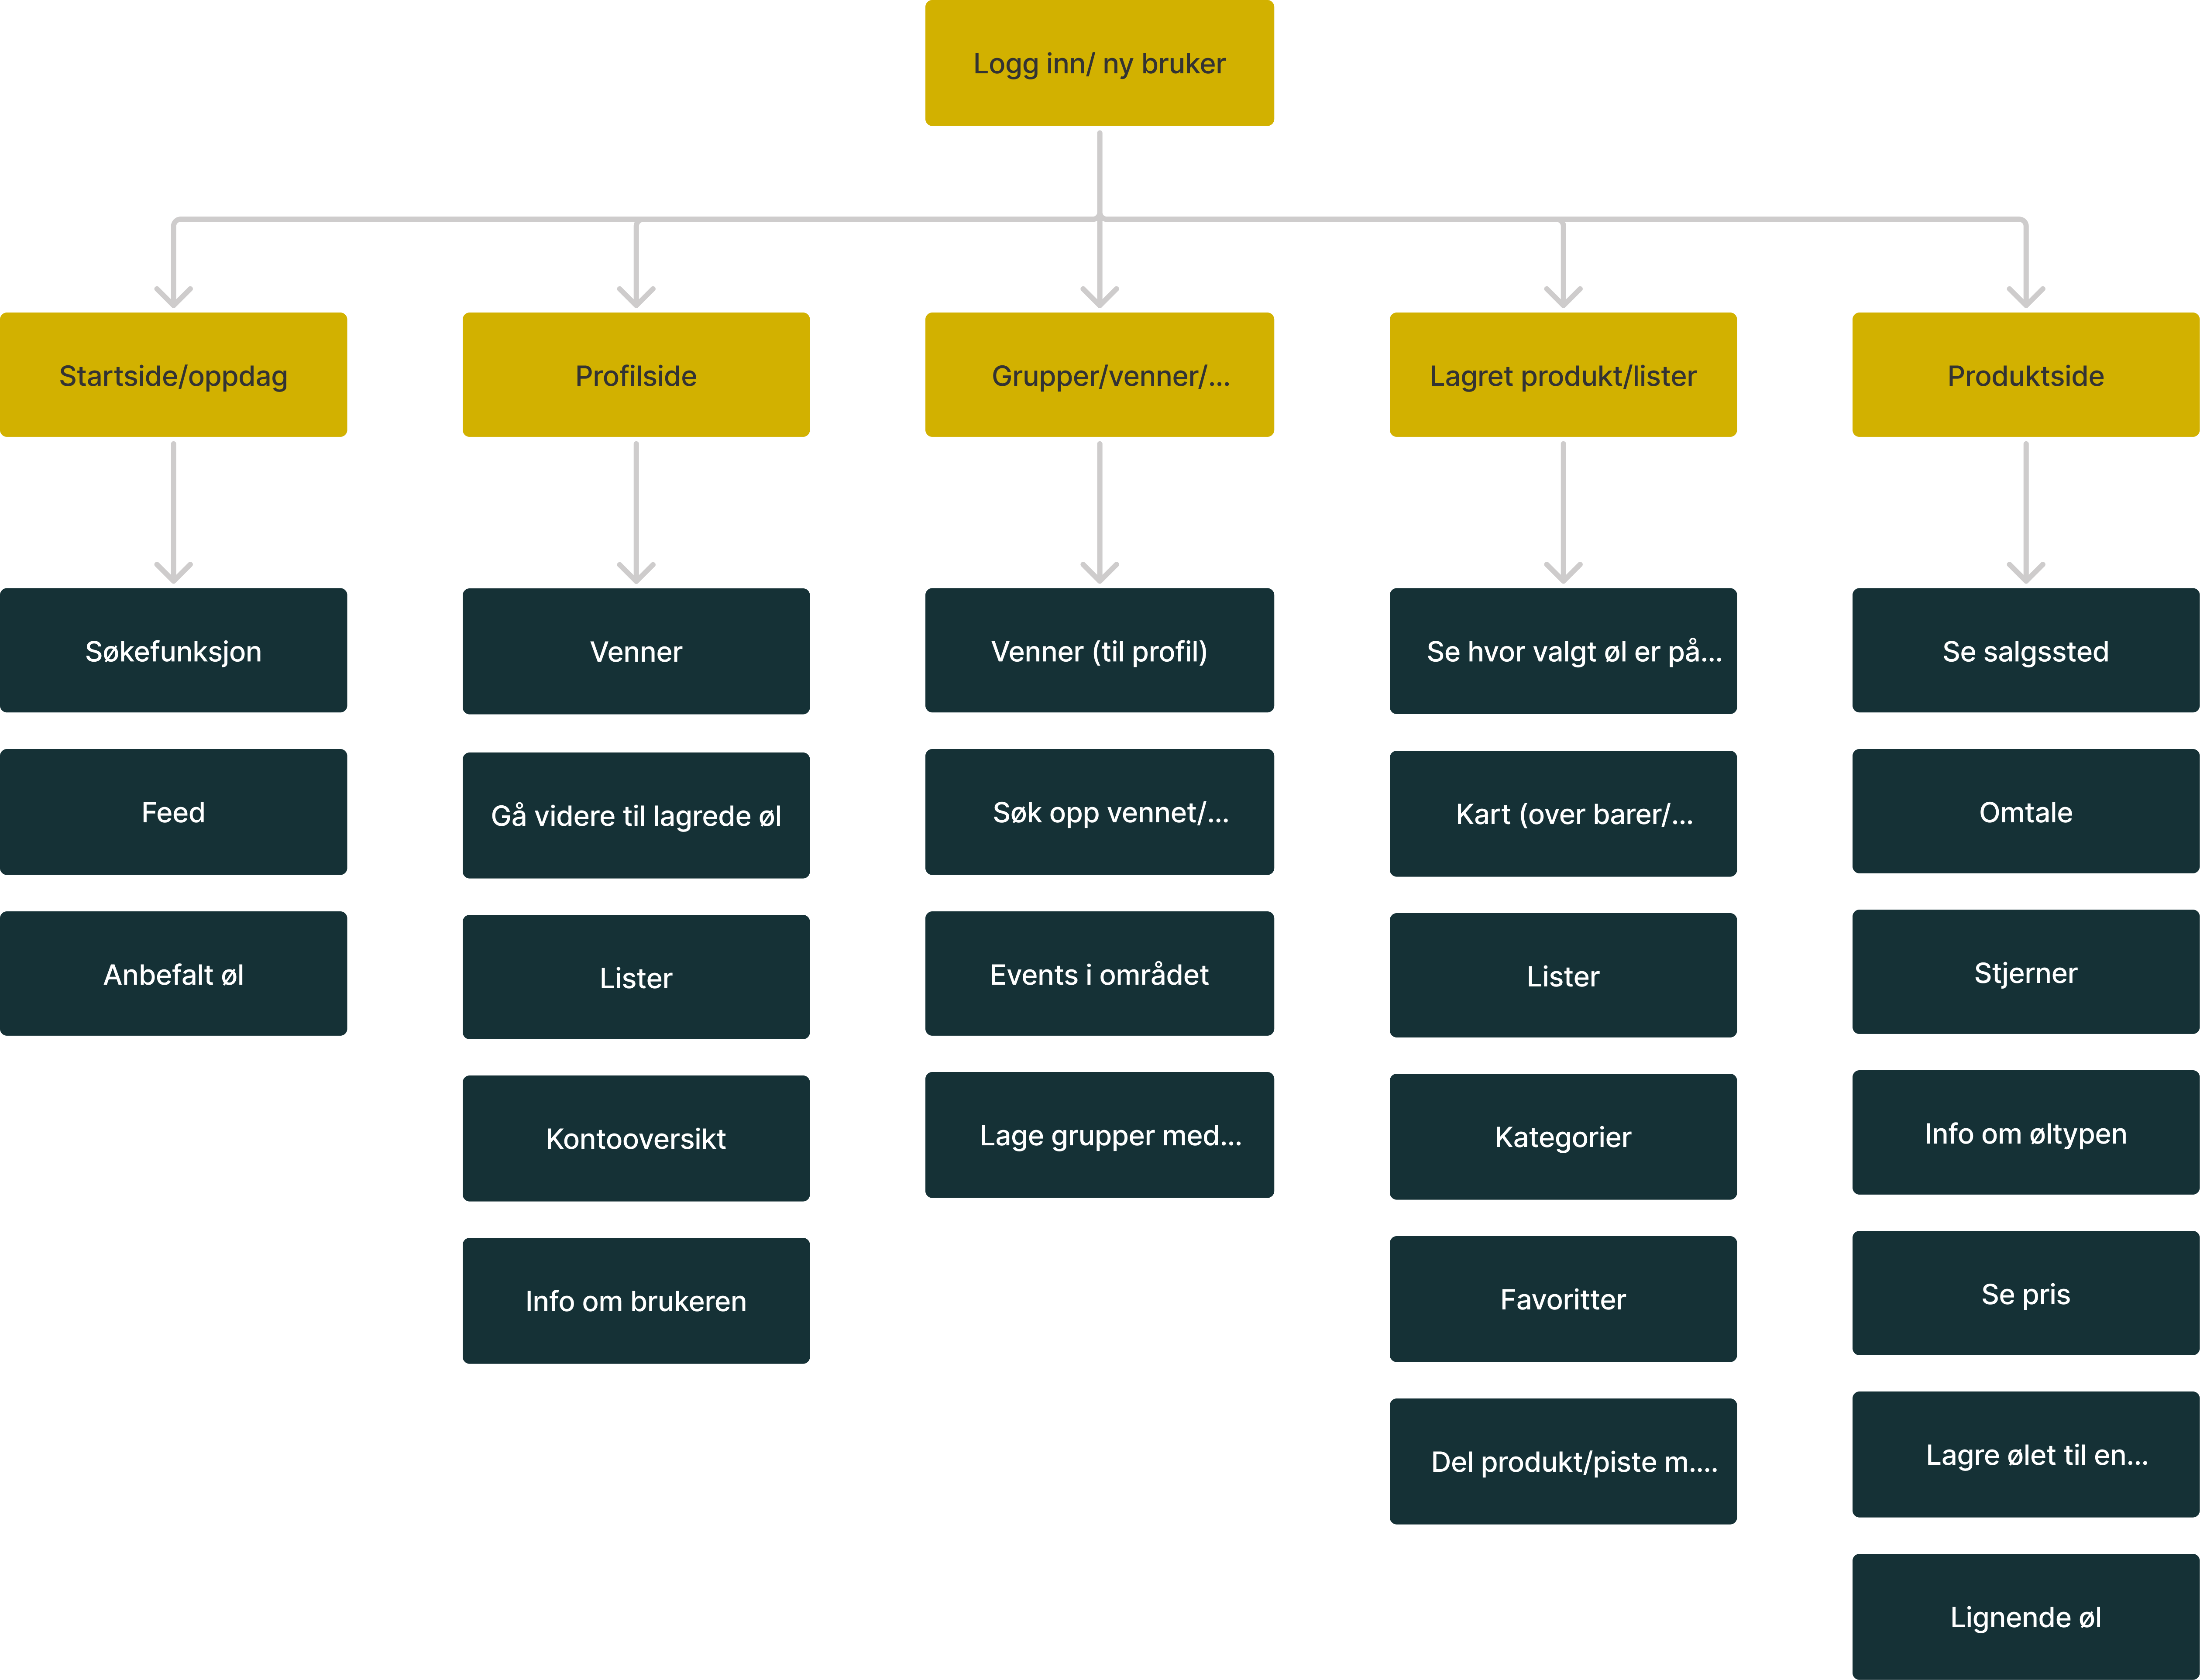 Logg inn/ ny bruker
Startside/oppdag
Profilside
Grupper/venner/...
Lagret produkt/lister
Produktside
Søkefunksjon
Feed
Anbefalt øl
Venner
Gå videre til lagrede øl
Lister
Kontooversikt
Info om brukeren
Venner (til profil)
Søk opp vennet/...
Events i området
Lage grupper med...
Se hvor valgt øl er på...
Kart (over barer/...
Lister
Kategorier
Favoritter
Del produkt/piste m....
Se salgssted
Omtale
Stjerner
Info om øltypen
Se pris
Lagre ølet til en...
Lignende øl